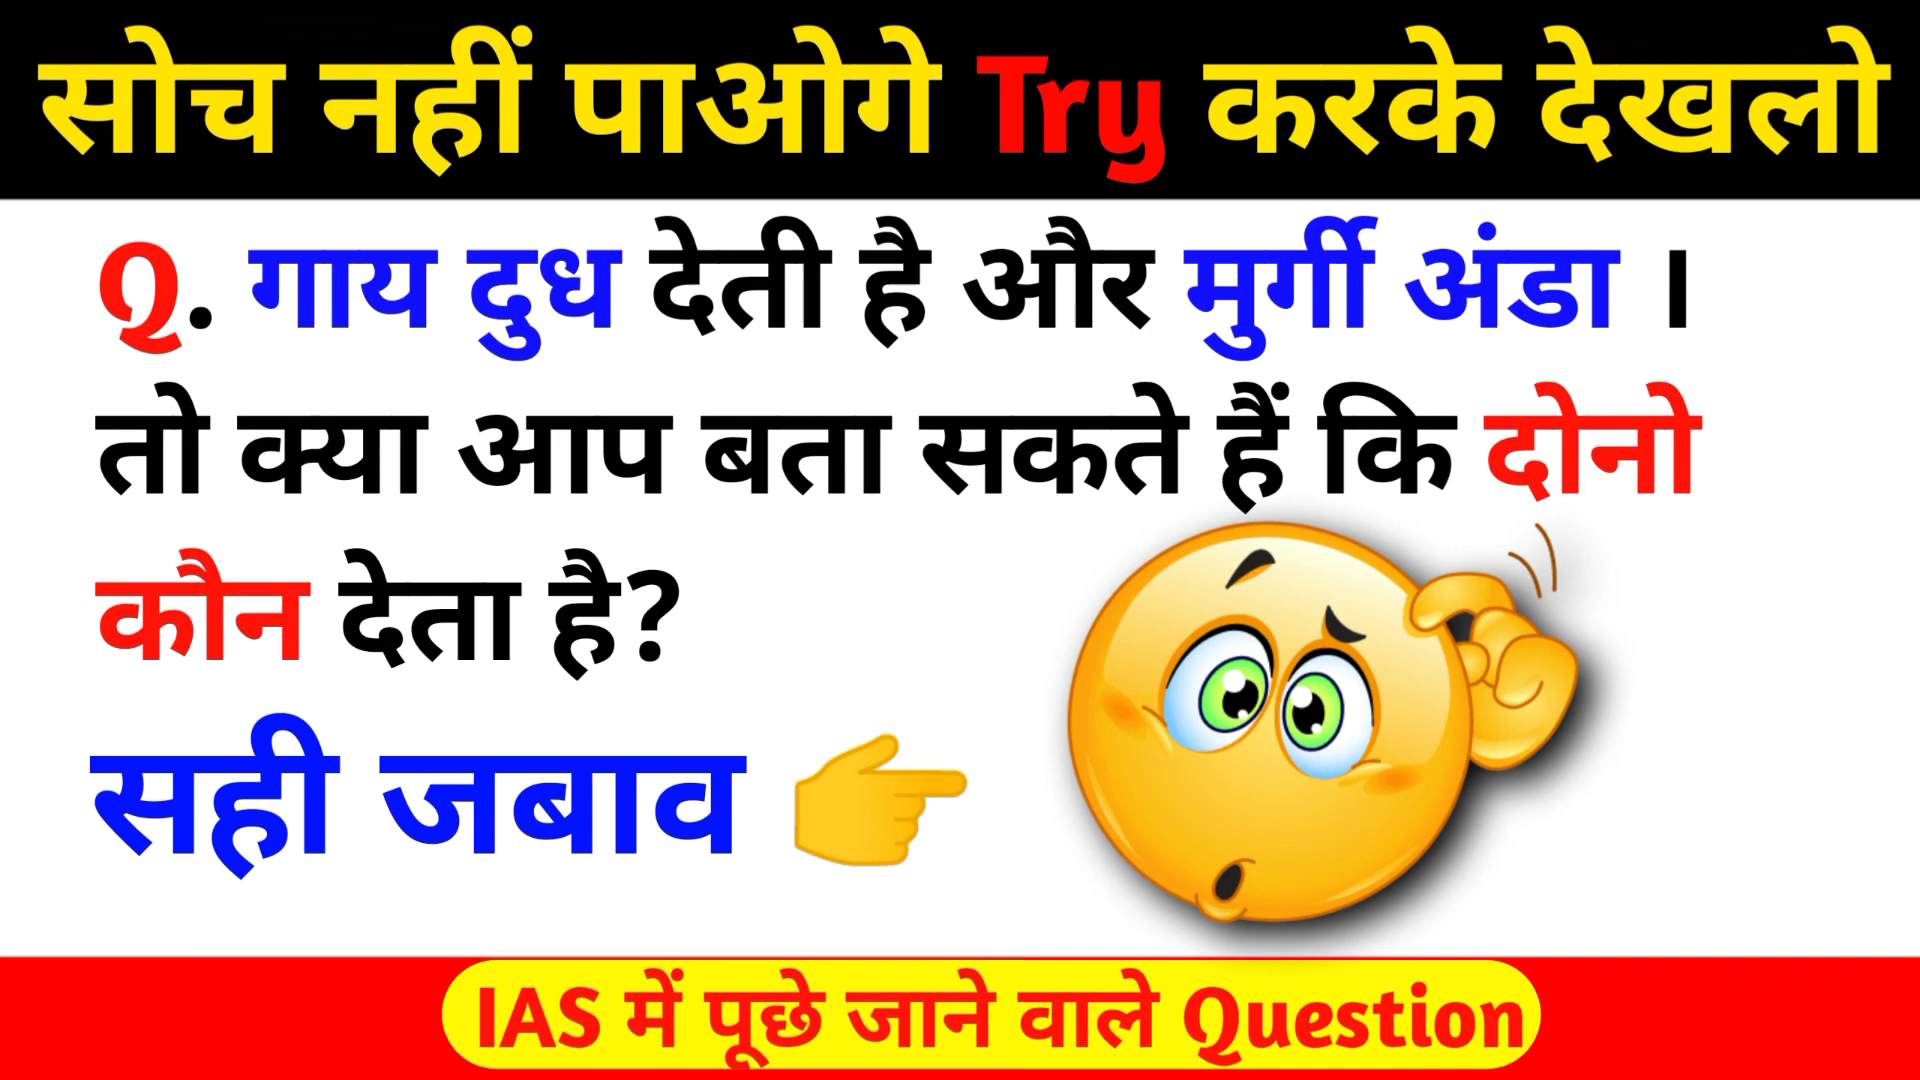 सोच नहीं पाओगे Try करके देखलो
Q. गाय दुध देती है और मुर्गी अंडा ।
तो क्या आप बता सकते हैं कि दोनो
कौन देता है?
सही जबाव
IAS में पूछे जाने वाले Question